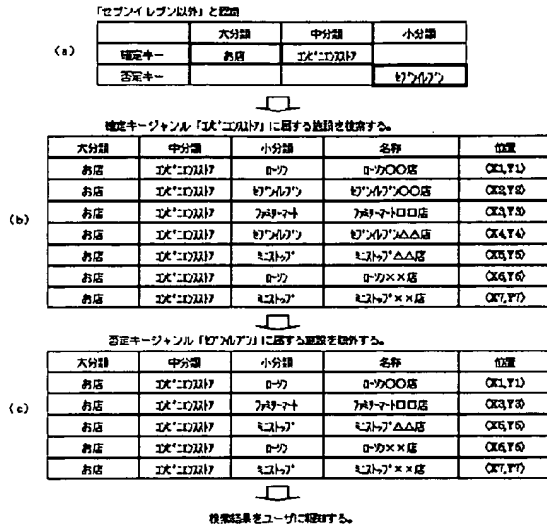 「セブンイレブン以外」と認識
大分類 中分類 小分類
(a)
確定キー お店 ｺﾝﾋﾞﾆｴﾝｽｽﾄｱ
否定キー ｾﾌﾞﾝｲﾚﾌﾞﾝ
確定キージャンル「ｺﾝﾋﾞﾆｴﾝｽｽﾄｱ」に属する施設を検索する。
大分類 中分類 小分類 名称 位置
お店 ｺﾝﾋﾞﾆｴﾝｽｽﾄｱ ﾛｰｿﾝ ﾛｰｿﾝ〇〇店 (X1,Y1)
お店 ｺﾝﾋﾞﾆｴﾝｽｽﾄｱ ｾﾌﾞﾝｲﾚﾌﾞﾝ ｾﾌﾞﾝｲﾚﾌﾞﾝ〇〇店 (X2,Y2)
お店 ｺﾝﾋﾞﾆｴﾝｽｽﾄｱ ﾌｧﾐﾘｰﾏｰﾄ ﾌｧﾐﾘｰﾏｰﾄ□□店 (X3,Y3)
(b)
お店 ｺﾝﾋﾞﾆｴﾝｽｽﾄｱ ｾﾌﾞﾝｲﾚﾌﾞﾝ ｾﾌﾞﾝｲﾚﾌﾞﾝ△△店 (X4,Y4)
お店 ｺﾝﾋﾞﾆｴﾝｽｽﾄｱ ﾐﾆｽﾄｯﾌﾟ ﾐﾆｽﾄｯﾌﾟ△△店 (X5,Y5)
お店 ｺﾝﾋﾞﾆｴﾝｽｽﾄｱ ﾛｰｿﾝ ﾛｰｿﾝ××店 (X6,Y6)
お店 ｺﾝﾋﾞﾆｴﾝｽｽﾄｱ ﾐﾆｽﾄｯﾌﾟ ﾐﾆｽﾄｯﾌﾟ××店 (X7,Y7)
否定キージャンル「ｾﾌﾞﾝｲﾚﾌﾞﾝ」に属する施設を除外する。
大分類 中分類 小分類 名称 位置
お店 ｺﾝﾋﾞﾆｴﾝｽｽﾄｱ ﾛｰｿﾝ ﾛｰｿﾝ〇〇店 (X1,Y1)
お店 ｺﾝﾋﾞﾆｴﾝｽｽﾄｱ ﾌｧﾐﾘｰﾏｰﾄ ﾌｧﾐﾘｰﾏｰﾄ□□店 (X3,Y3)
(c)
お店 ｺﾝﾋﾞﾆｴﾝｽｽﾄｱ ﾐﾆｽﾄｯﾌﾟ ﾐﾆｽﾄｯﾌﾟ△△店 (X5,Y5)
お店 ｺﾝﾋﾞﾆｴﾝｽｽﾄｱ ﾛｰｿﾝ ﾛｰｿﾝ××店 (X6,Y6)
お店 ｺﾝﾋﾞﾆｴﾝｽｽﾄｱ ﾐﾆｽﾄｯﾌﾟ ﾐﾆｽﾄｯﾌﾟ××店 (X7,Y7)
検索結果をユーザに